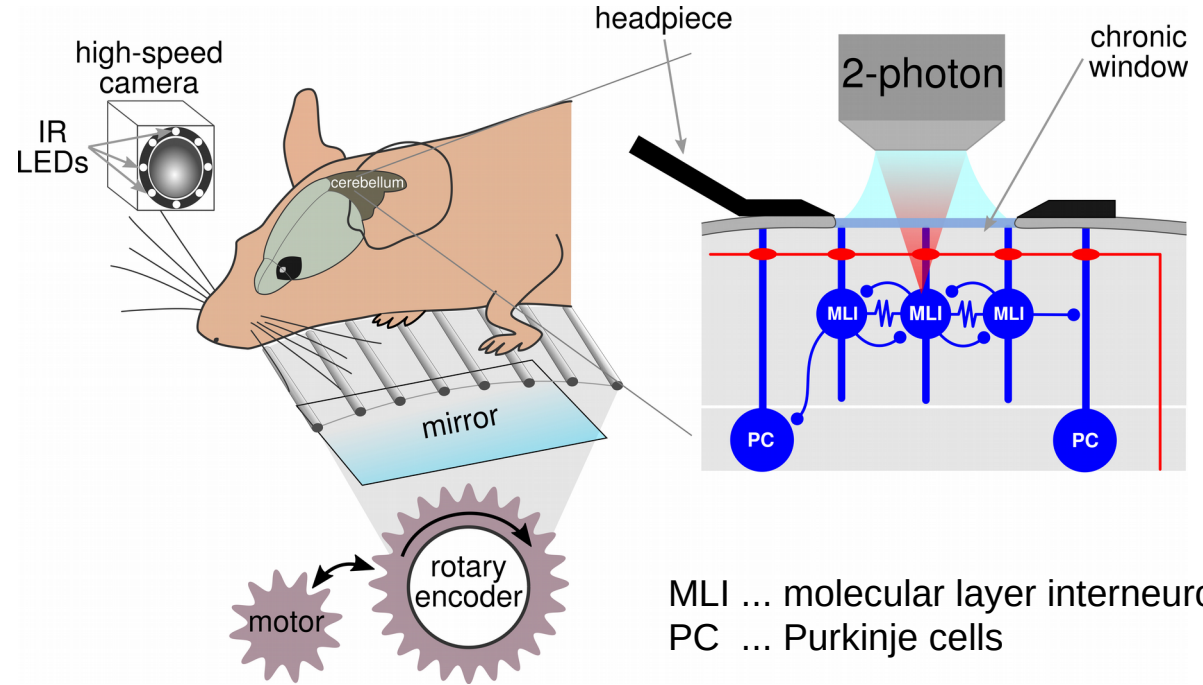 high-speed
camera
IR
LEDs
cerebellum
mirror
rotary
encoder
motor
headpiece
2-photon
chronic
window
MLI
MLI
MLI
PC
PC
MLI ... molecular layer interneuro
PC ... Purkinje cells